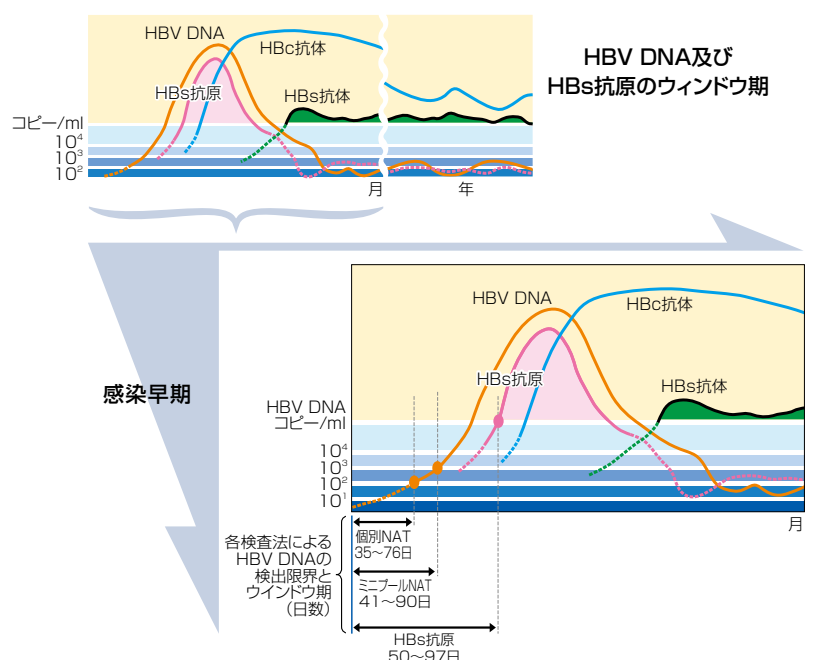 HBV DNA及び
HBs抗原のウィンドウ期
HBV DNA
HBc抗体
HBs抗原
HBs抗体
コピー/ml
10⁴
10³
10²
月
年
感染早期
HBV DNA
HBc抗体
HBs抗原
HBs抗体
HBV DNA
コピー/ml
10⁴
10³
10²
10¹
月
各検査法による
HBV DNAの
検出限界と
ウインドウ期
(日数)
個別NAT
35〜76日
ミニプールNAT
41〜90日
HBs抗原
50〜97日